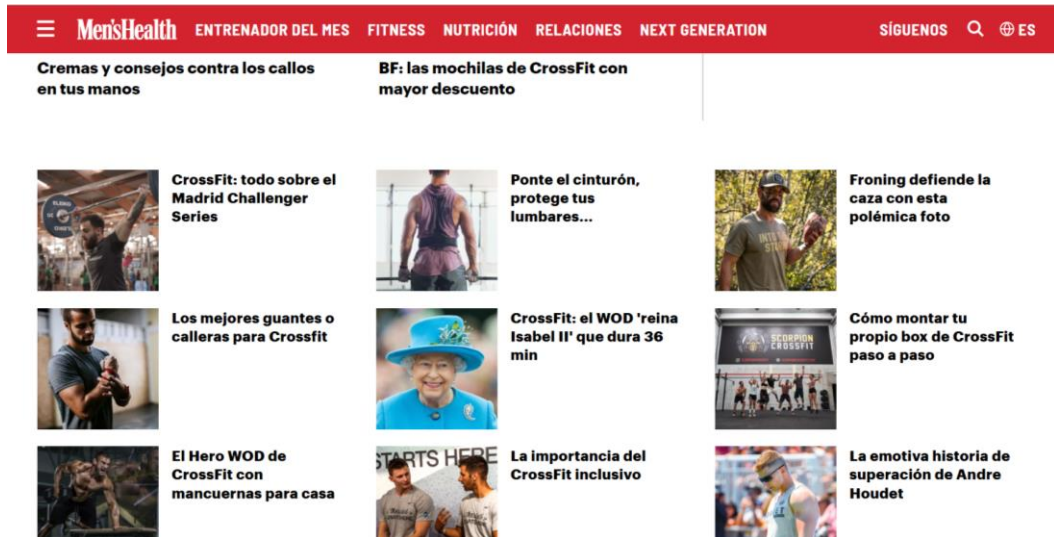 Men'sHealth ENTRENADOR DEL MES FITNESS NUTRICIÓN RELACIONES NEXT GENERATION SÍGUENOS ES
Cremas y consejos contra los callos
en tus manos
BF: las mochilas de CrossFit con
mayor descuento
CrossFit: todo sobre el
Madrid Challenger
Series
Ponte el cinturón,
protege tus
lumbares...
Froning defiende la
caza con esta
polémica foto
Los mejores guantes o
calleras para Crossfit
CrossFit: el WOD 'reina
Isabel II' que dura 36
min
SCORPION
CROSSFIT
Cómo montar tu
propio box de CrossFit
paso a paso
El Hero WOD de
CrossFit con
mancuernas para casa
STARTS HERE
La importancia del
CrossFit inclusivo
La emotiva historia de
superación de Andre
Houdet